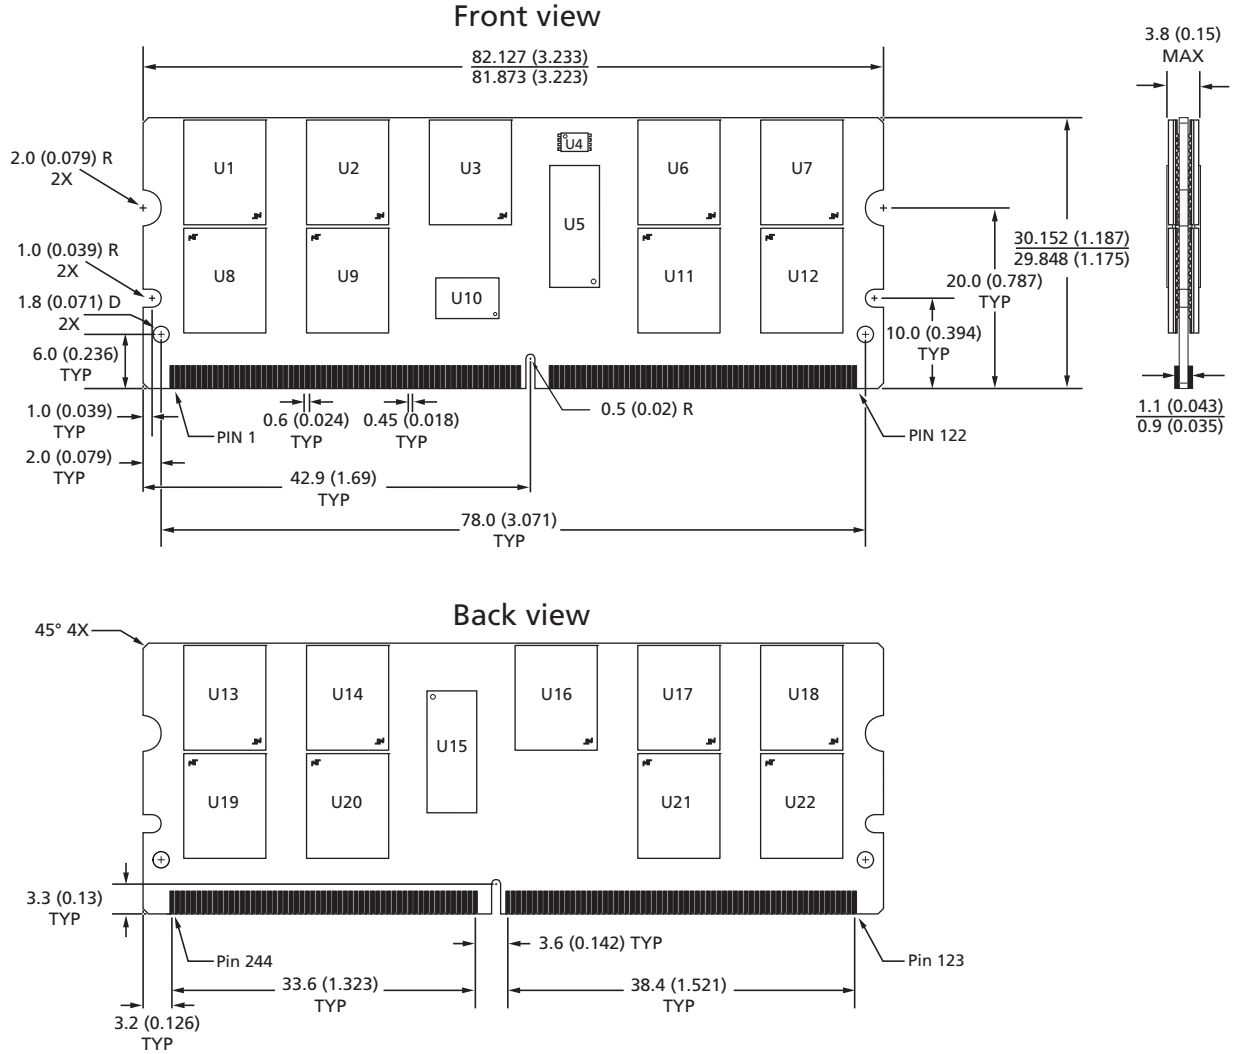 Front view
82.127 (3.233)
81.873 (3.223)
3.8 (0.15)
MAX
U1
U2
U3
U4
U5
U6
U7
2.0 (0.079) R
2X
U8
U9
U10
U11
U12
1.0 (0.039) R
2X
1.8 (0.071) D
2X
6.0 (0.236)
TYP
30.152 (1.187)
29.848 (1.175)
20.0 (0.787)
TYP
10.0 (0.394)
TYP
1.0 (0.039)
TYP
PIN 1
0.6 (0.024)
TYP
0.45 (0.018)
TYP
0.5 (0.02) R
PIN 122
1.1 (0.043)
0.9 (0.035)
2.0 (0.079)
TYP
42.9 (1.69)
TYP
78.0 (3.071)
TYP
Back view
45° 4X
U13
U14
U15
U16
U17
U18
U19
U20
U21
U22
3.3 (0.13)
TYP
Pin 244
3.6 (0.142) TYP
Pin 123
33.6 (1.323)
TYP
38.4 (1.521)
TYP
3.2 (0.126)
TYP